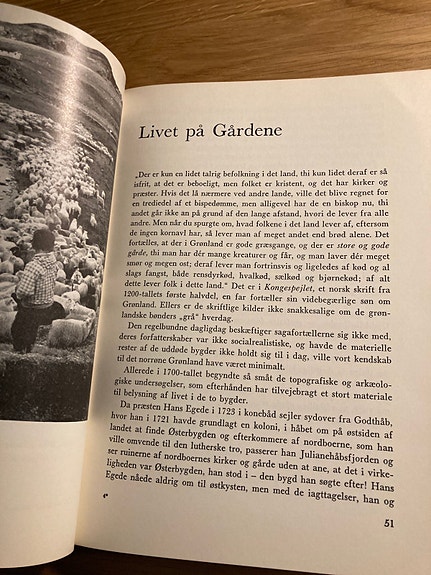 Livet på Gårdene
„Der er kun en lidet talrig befolkning i det land, thi kun lidet deraf er så
isfrit, at det er beboeligt, men folket er kristent, og det har kirker og
præster. Hvis det lå nærmere ved andre lande, ville det blive regnet for
en trediedel af et bispedømme, men alligevel har de en biskop nu, thi
andet går ikke an på grund af den lange afstand, hvori de lever fra alle
andre. Men når du spurgte om, hvad folkene i det land lever af, eftersom
de ingen kornavl har, så lever man af meget andet end brød alene. Det
fortælles, at der i Grønland er gode græsgange, og der er store og gode
gårde, thi man har dér mange kreaturer og får, og man laver dér meget
smør og megen ost; deraf lever man fortrinsvis og ligeledes af kød og al
slags fangst, både rensdyrkød, hvalkød, sælkød og bjørnekød; af alt
dette lever folk i dette land." Det er i Kongespejlet, et norsk skrift fra
1200-tallets første halvdel, en far fortæller sin videbegærlige søn om
Grønland. Ellers er de skriftlige kilder ikke snakkesalige om de grøn-
landske bønders „grå" hverdag.
Den regelbundne dagligdag beskæftiger sagaforfatterne sig ikke med,
deres forfatterskaber var ikke socialrealistiske, og havde de materielle
rester af de uddøde bygder ikke holdt sig til i dag, ville vort kendskab
til det norrøne Grønland have været minimalt.
Allerede i 1700-tallet begyndte så småt de topografiske og arkæolo-
giske undersøgelser, som efterhånden har tilvejebragt et stort materiale
til belysning af livet i de to bygder.
Da præsten Hans Egede i 1723 i konebåd sejler sydover fra Godthåb,
hvor han i 1721 havde grundlagt en koloni, i håbet om på østsiden af
landet at finde Østerbygden og efterkommere af nordboerne, som han
ville omvende til den lutherske tro, passerer han Julianehåbsfjorden og
ser ruinerne af nordboernes kirker og gårde uden at ane, at det i virke-
ligheden var Østerbygden, han stod i – den bygd han søgte efter! Hans
Egede nåede aldrig om til østkysten, men med de iagttagelser, han og
51